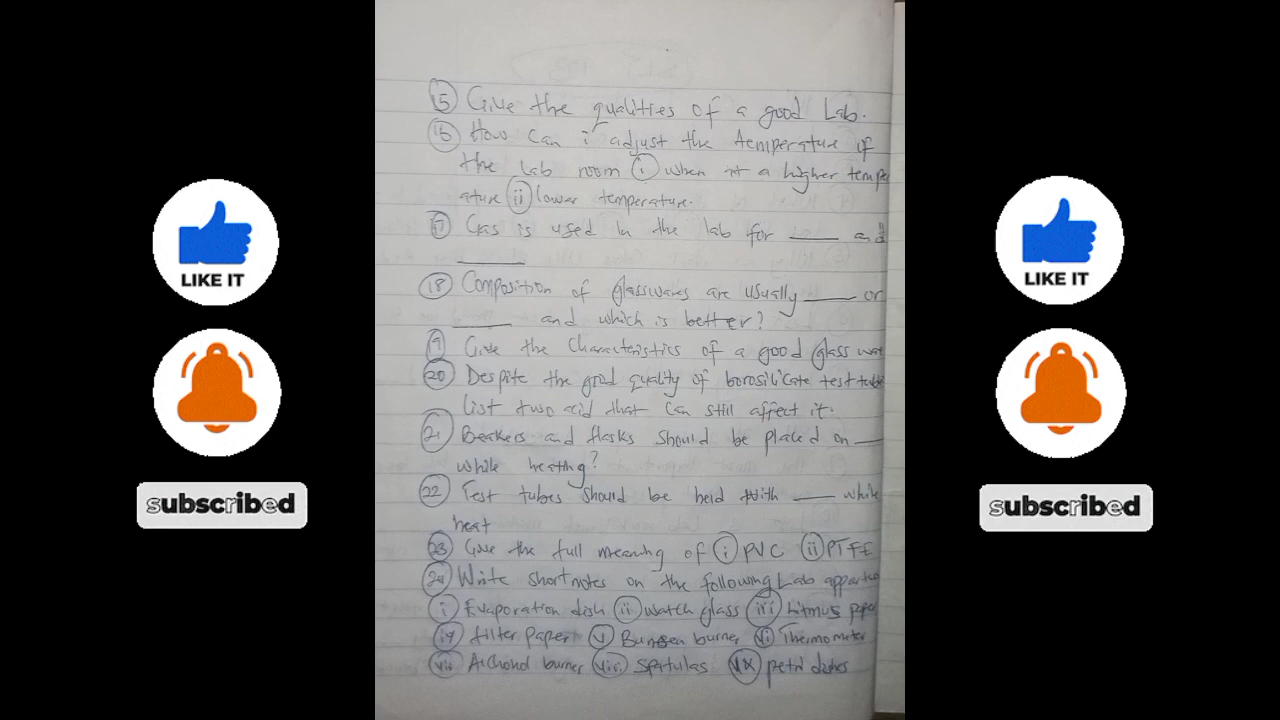 15 Give the qualities of a good Lab.
16 How can i adjust the temperature of
the lab room i when it a higher temper
ature ii lower temperature.
17 Gas is used in the lab for ____ and
____
18 Composition of glasswares are usually ____ or
____ and which is better?
19 Give the characteristics of a good glass war
20 Despite the good quality of borosilicate test tube
list two acid that can still affect it.
21 Beakers and flasks should be placed on ____
while heating?
22 Test tubes should be held with ____ while
heat
23 Give the full meaning of i PVC ii PTFE
24 Write short notes on the following Lab
i Evaporation dish ii watch glass iii Litmus paper
iv filter paper v Bunsen burner vi Thermometer
vii Alchohol burner viii spatulas vix petri dishes
LIKE IT
subscribed
LIKE IT
subscribed